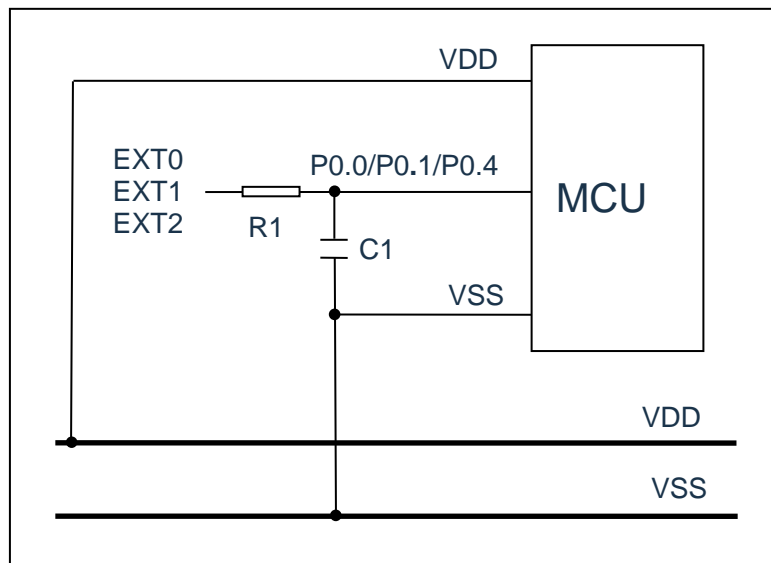 VDD
EXT0
EXT1
EXT2
P0.0/P0.1/P0.4
R1
C1
MCU
VSS
VDD
VSS